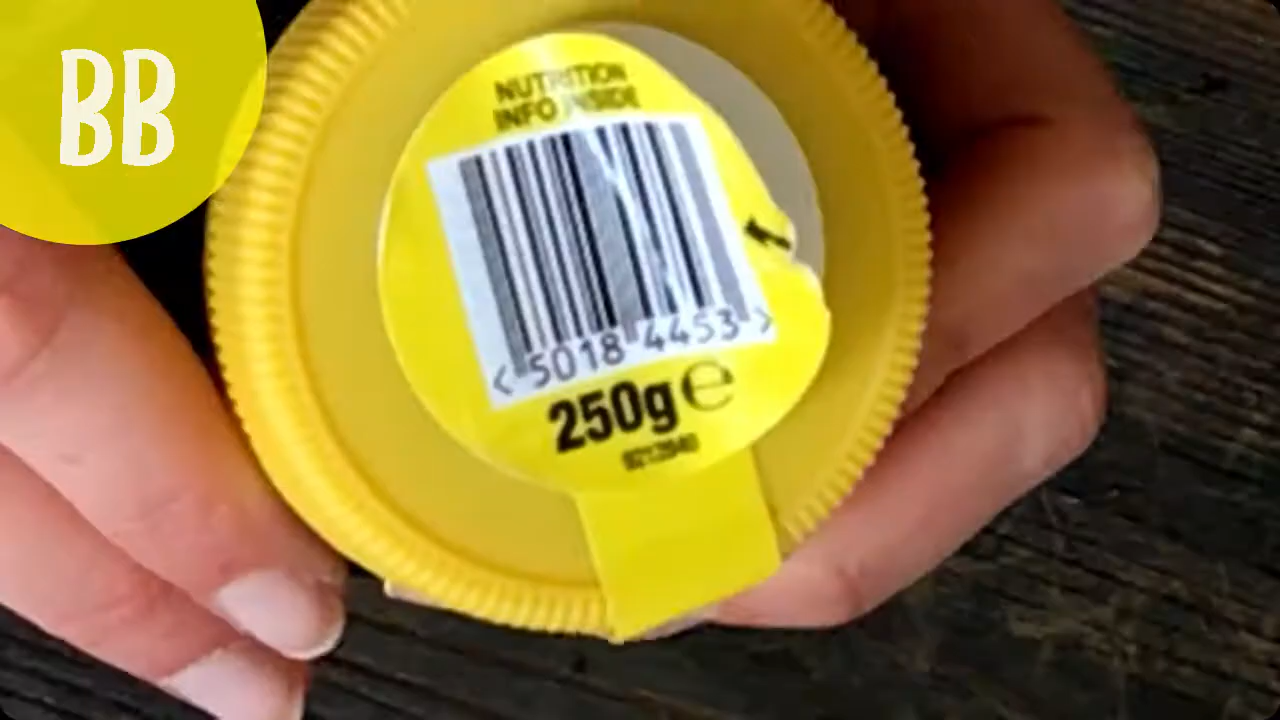 BB
NUTRITION
INFO INSIDE
< 5018 4453 >
250g ℮